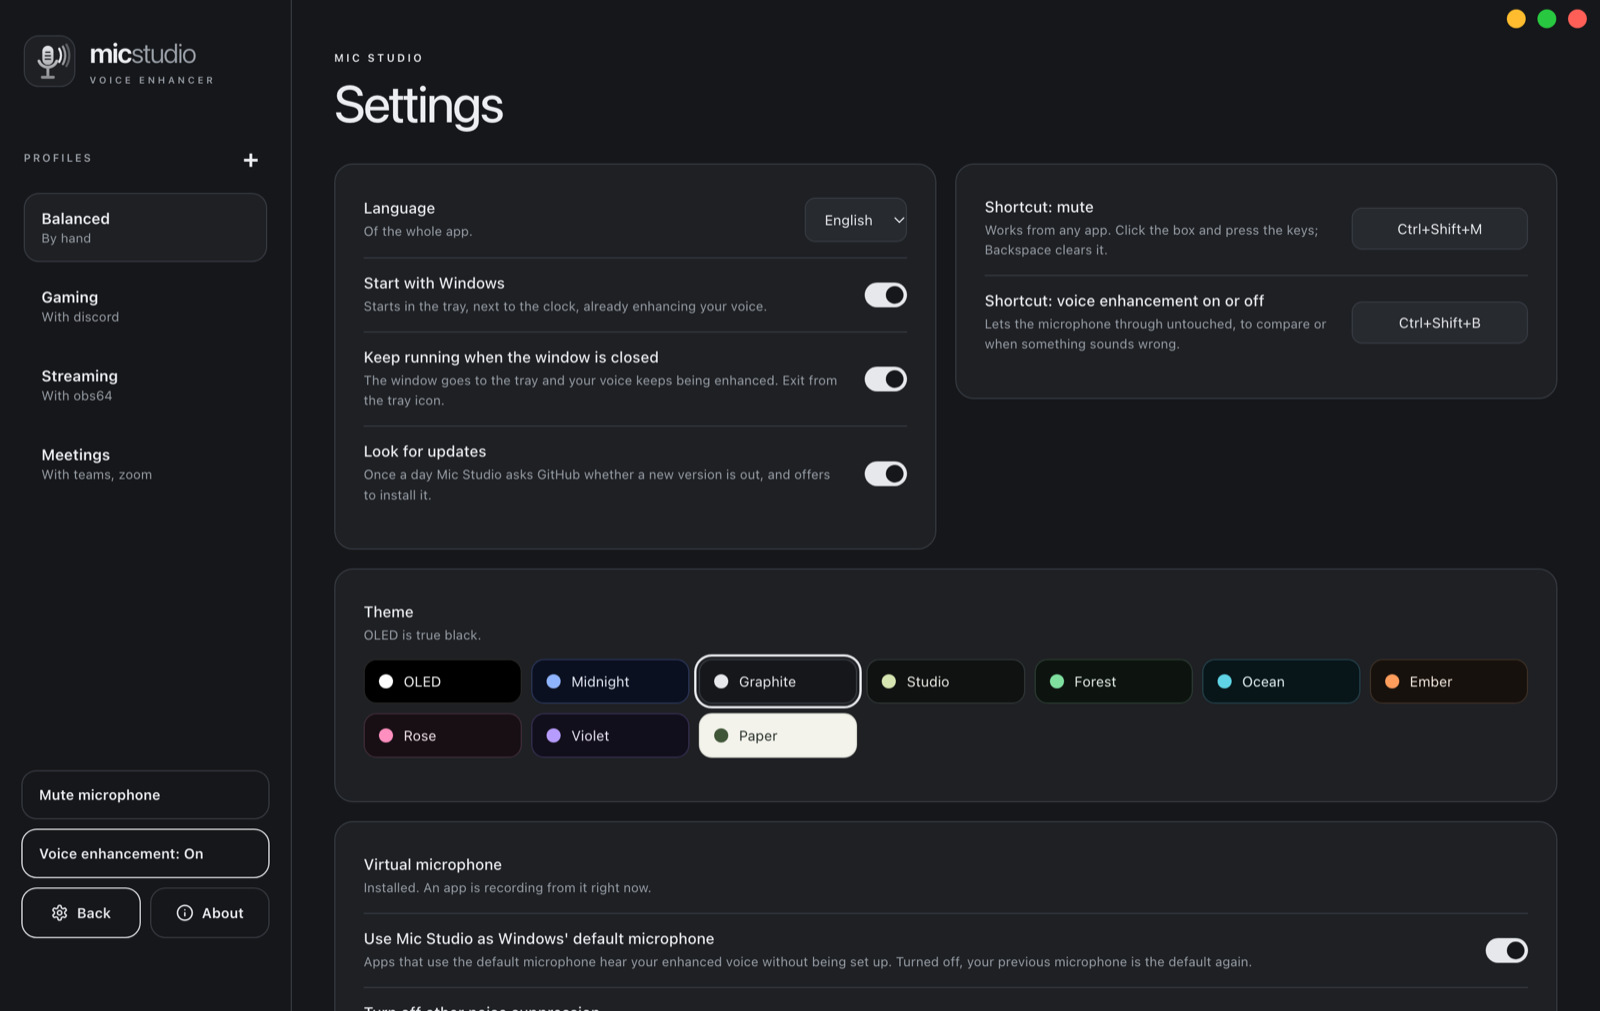 micstudio
VOICE ENHANCER
PROFILES
+
Balanced
By hand
Gaming
With discord
Streaming
With obs64
Meetings
With teams, zoom
Mute microphone
Voice enhancement: On
Back
About
MIC STUDIO
Settings
Language
Of the whole app.
English
Start with Windows
Starts in the tray, next to the clock, already enhancing your voice.
Keep running when the window is closed
The window goes to the tray and your voice keeps being enhanced. Exit from
the tray icon.
Look for updates
Once a day Mic Studio asks GitHub whether a new version is out, and offers
to install it.
Shortcut: mute
Works from any app. Click the box and press the keys;
Backspace clears it.
Ctrl+Shift+M
Shortcut: voice enhancement on or off
Lets the microphone through untouched, to compare or
when something sounds wrong.
Ctrl+Shift+B
Theme
OLED is true black.
OLED
Midnight
Graphite
Studio
Forest
Ocean
Ember
Rose
Violet
Paper
Virtual microphone
Installed. An app is recording from it right now.
Use Mic Studio as Windows' default microphone
Apps that use the default microphone hear your enhanced voice without being set up. Turned off, your previous microphone is the default again.
Turn off other noise suppression